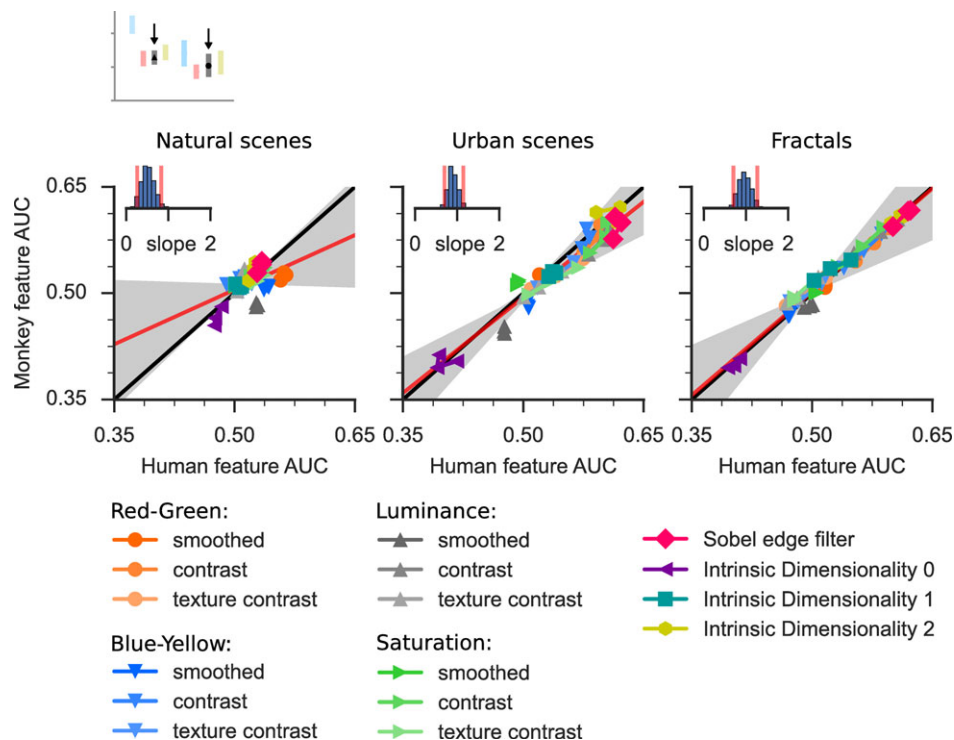 Natural scenes
Urban scenes
Fractals
0.65
0.50
0.35
Monkey feature AUC
0 slope 2
0 slope 2
0 slope 2
0.35 0.50 0.65
0.35 0.50 0.65
0.35 0.50 0.65
Human feature AUC
Human feature AUC
Human feature AUC
Red-Green:
smoothed
contrast
texture contrast
Blue-Yellow:
smoothed
contrast
texture contrast
Luminance:
smoothed
contrast
texture contrast
Saturation:
smoothed
contrast
texture contrast
Sobel edge filter
Intrinsic Dimensionality 0
Intrinsic Dimensionality 1
Intrinsic Dimensionality 2